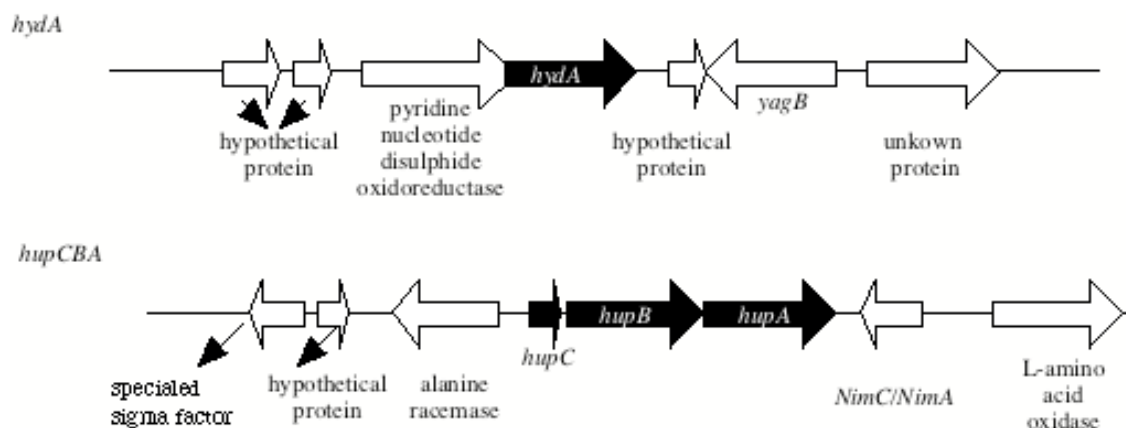 hydA
hydA
yagB
hypothetical
protein
pyridine
nucleotide
disulphide
oxidoreductase
hypothetical
protein
unkown
protein
hupCBA
hupB
hupA
hupC
specialed
sigma factor
hypothetical
protein
alanine
racemase
NimC/NimA
L-amino
acid
oxidase